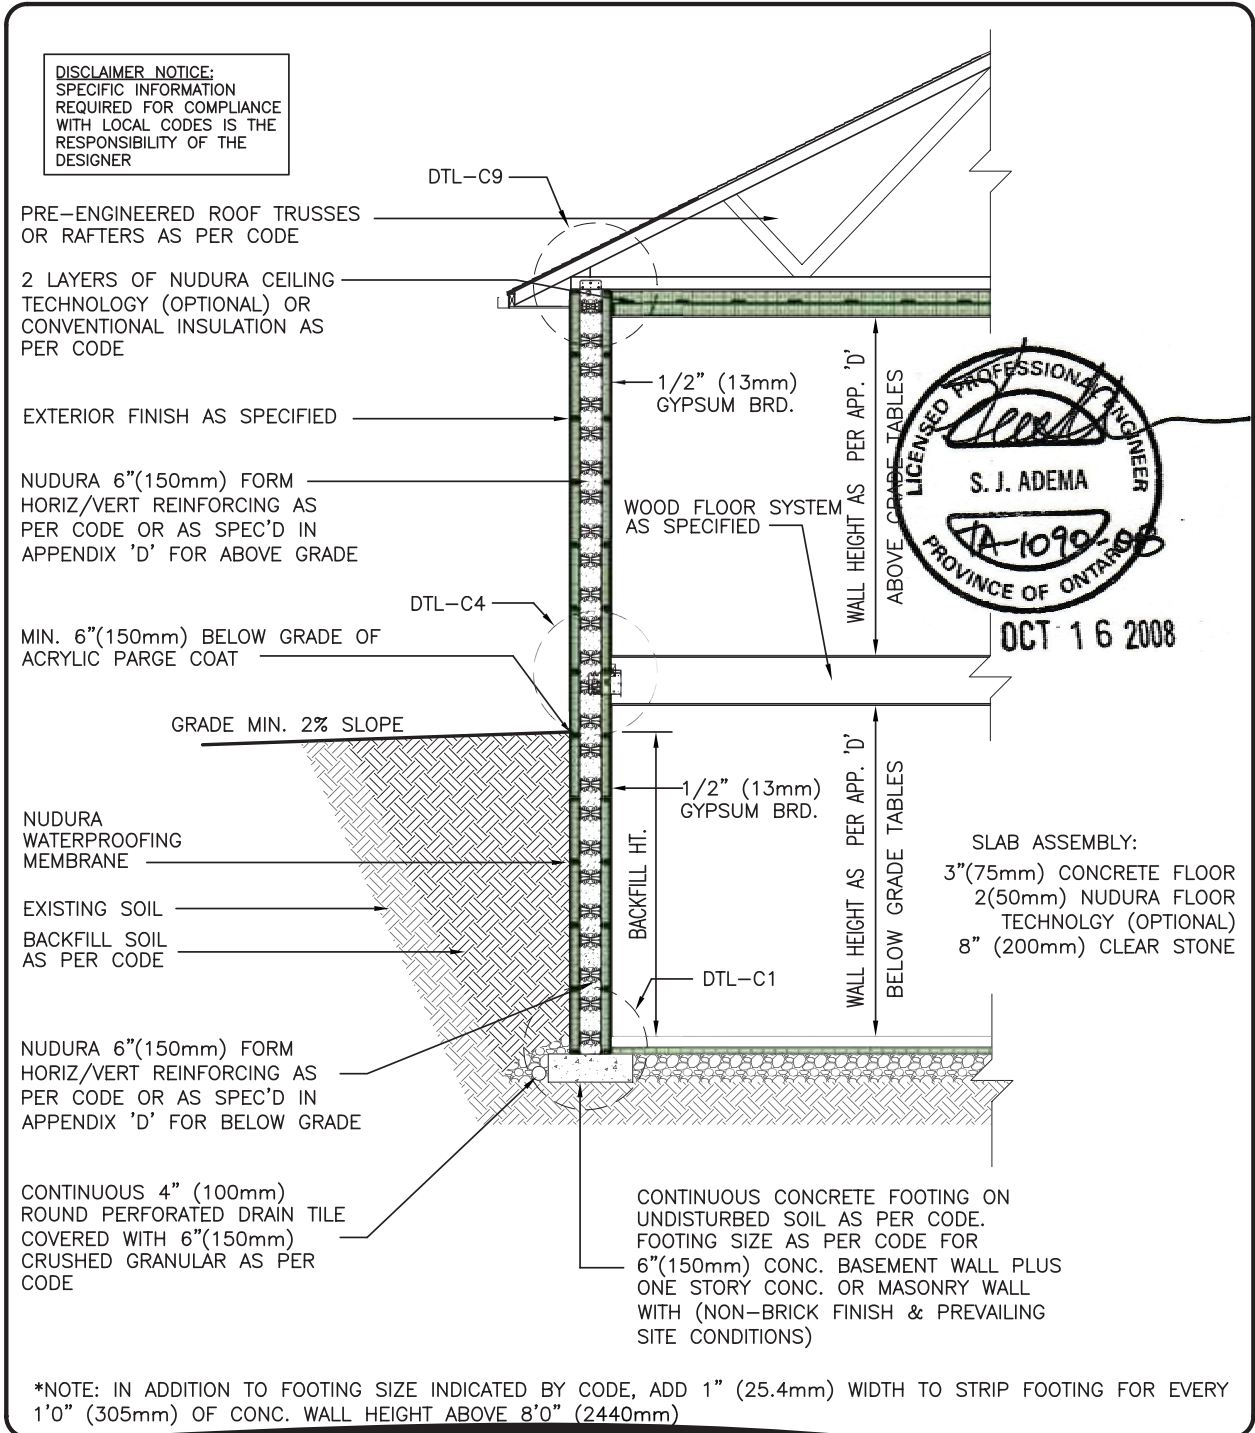 DISCLAIMER NOTICE:
SPECIFIC INFORMATION
REQUIRED FOR COMPLIANCE
WITH LOCAL CODES IS THE
RESPONSIBILITY OF THE
DESIGNER
DTL-C9
PRE-ENGINEERED ROOF TRUSSES
OR RAFTERS AS PER CODE
2 LAYERS OF NUDURA CEILING
TECHNOLOGY (OPTIONAL) OR
CONVENTIONAL INSULATION AS
PER CODE
1/2" (13mm)
GYPSUM BRD.
EXTERIOR FINISH AS SPECIFIED
NUDURA 6"(150mm) FORM
HORIZ/VERT REINFORCING AS
PER CODE OR AS SPEC'D IN
APPENDIX 'D' FOR ABOVE GRADE
WOOD FLOOR SYSTEM
AS SPECIFIED
WALL HEIGHT AS PER APP. 'D'
ABOVE GRADE TABLES
LICENSED PROFESSIONAL ENGINEER
S. J. ADEMA
TA-1090-08
PROVINCE OF ONTARIO
OCT 16 2008
DTL-C4
MIN. 6"(150mm) BELOW GRADE OF
ACRYLIC PARGE COAT
GRADE MIN. 2% SLOPE
1/2" (13mm)
GYPSUM BRD.
NUDURA
WATERPROOFING
MEMBRANE
EXISTING SOIL
BACKFILL SOIL
AS PER CODE
BACKFILL HT.
WALL HEIGHT AS PER APP. 'D'
BELOW GRADE TABLES
SLAB ASSEMBLY:
3"(75mm) CONCRETE FLOOR
2(50mm) NUDURA FLOOR
TECHNOLGY (OPTIONAL)
8" (200mm) CLEAR STONE
DTL-C1
NUDURA 6"(150mm) FORM
HORIZ/VERT REINFORCING AS
PER CODE OR AS SPEC'D IN
APPENDIX 'D' FOR BELOW GRADE
CONTINUOUS 4" (100mm)
ROUND PERFORATED DRAIN TILE
COVERED WITH 6"(150mm)
CRUSHED GRANULAR AS PER
CODE
CONTINUOUS CONCRETE FOOTING ON
UNDISTURBED SOIL AS PER CODE.
FOOTING SIZE AS PER CODE FOR
6"(150mm) CONC. BASEMENT WALL PLUS
ONE STORY CONC. OR MASONRY WALL
WITH (NON-BRICK FINISH & PREVAILING
SITE CONDITIONS)
*NOTE: IN ADDITION TO FOOTING SIZE INDICATED BY CODE, ADD 1" (25.4mm) WIDTH TO STRIP FOOTING FOR EVERY
1'0" (305mm) OF CONC. WALL HEIGHT ABOVE 8'0" (2440mm)